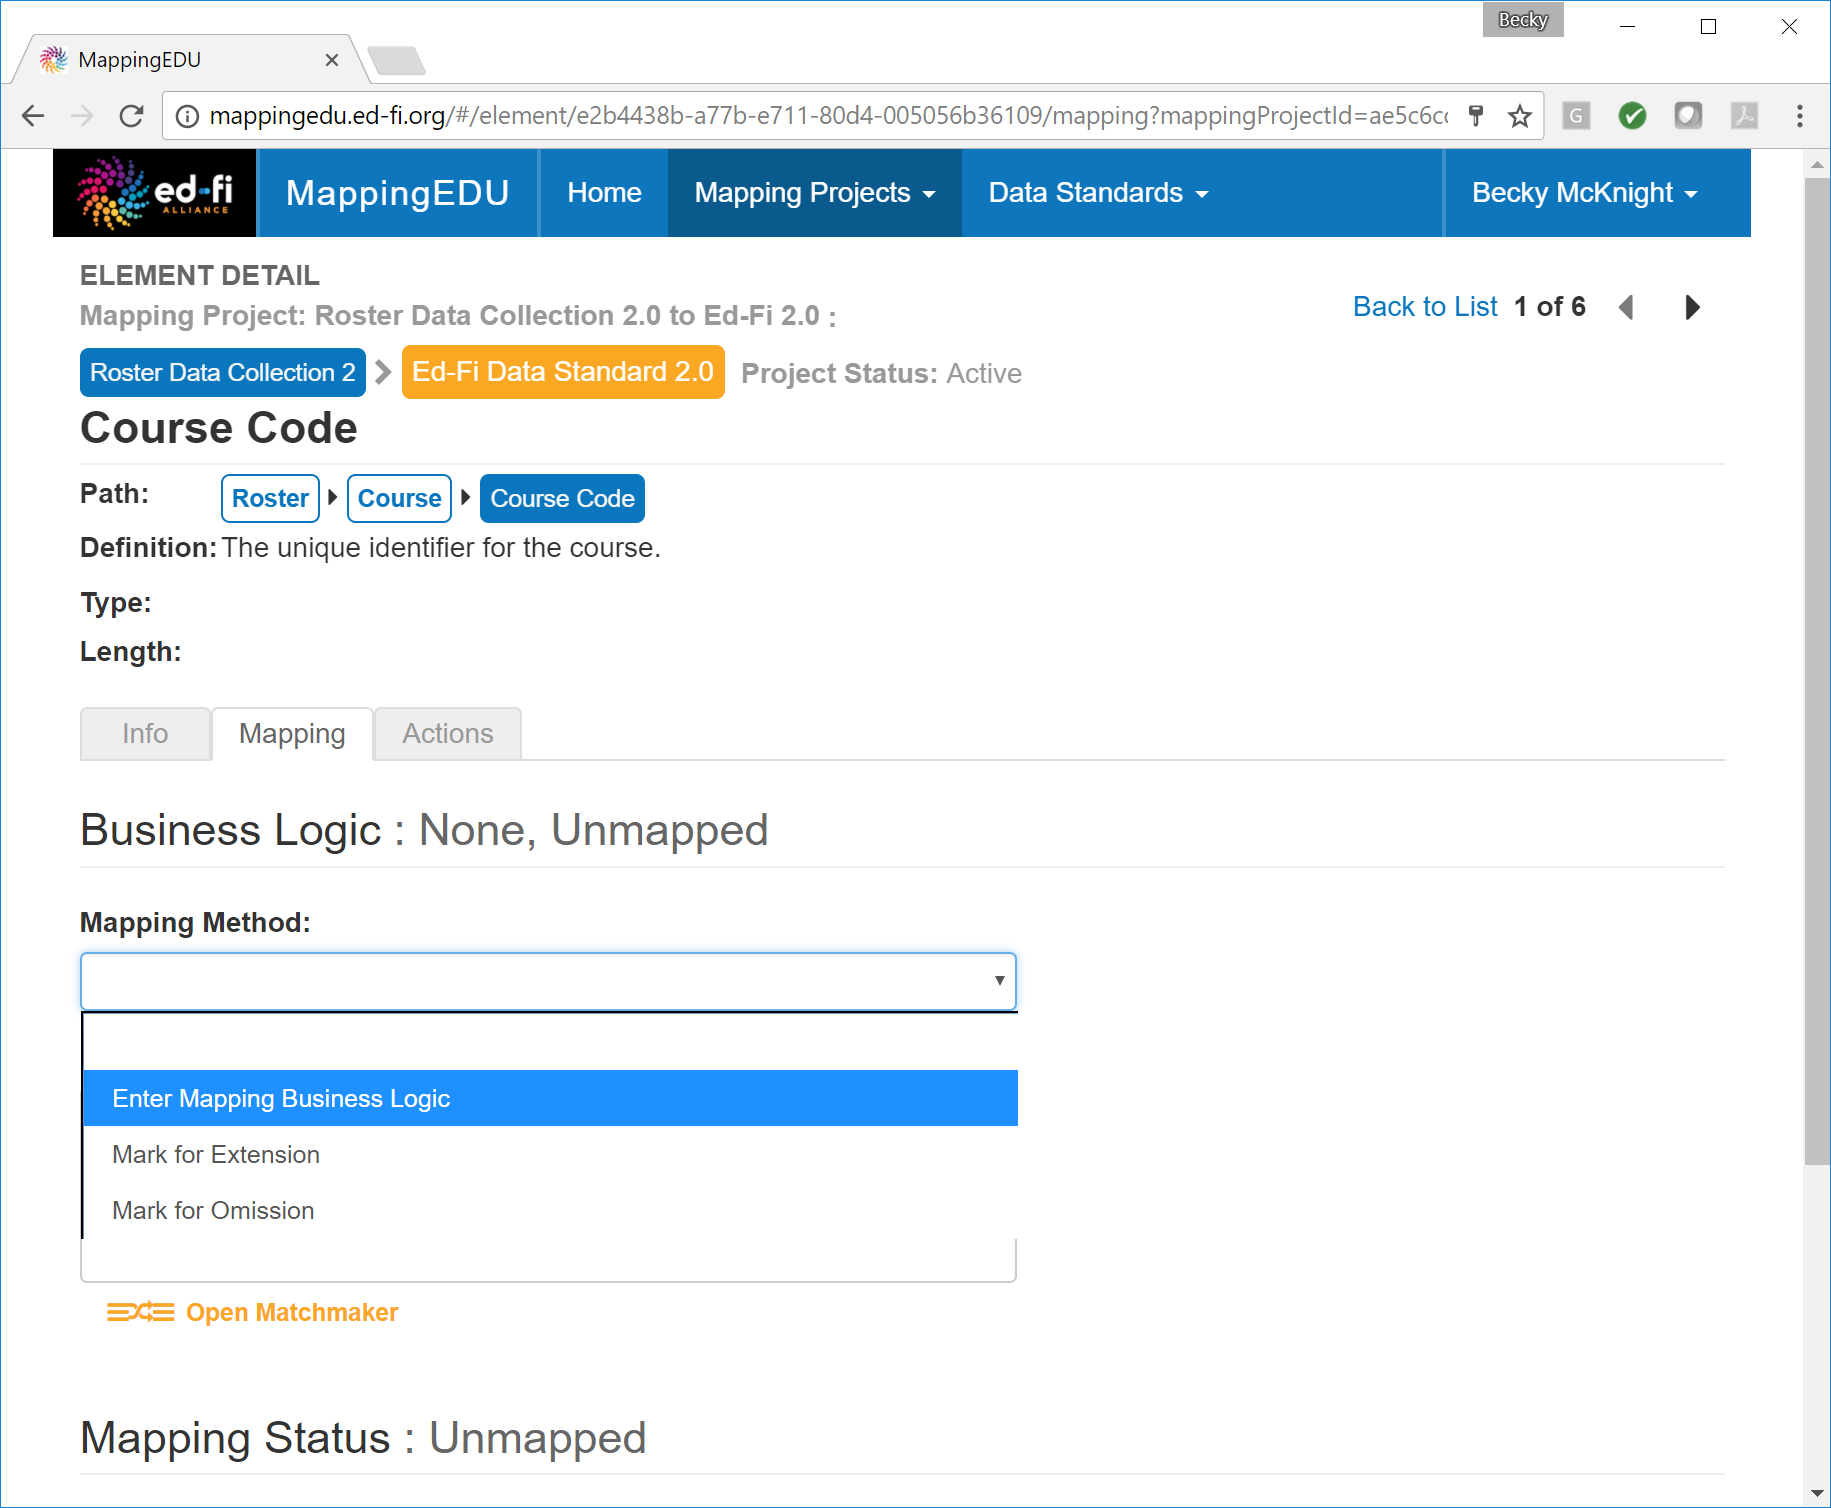 Becky
MappingEDU
mappingedu.ed-fi.org/#/element/e2b4438b-a77b-e711-80d4-005056b36109/mapping?mappingProjectId=ae5c6c
G
ed-fi
ALLIANCE
MappingEDU
Home
Mapping Projects
Data Standards
Becky McKnight
ELEMENT DETAIL
Mapping Project: Roster Data Collection 2.0 to Ed-Fi 2.0 :
Back to List 1 of 6
Roster Data Collection 2
Ed-Fi Data Standard 2.0
Project Status: Active
Course Code
Path: Roster Course Course Code
Definition: The unique identifier for the course.
Type:
Length:
Info
Mapping
Actions
Business Logic : None, Unmapped
Mapping Method:
Enter Mapping Business Logic
Mark for Extension
Mark for Omission
Open Matchmaker
Mapping Status : Unmapped